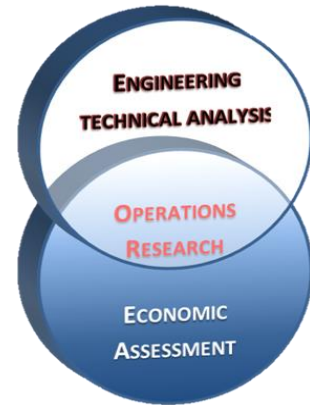 ENGINEERING
TECHNICAL ANALYSIS
OPERATIONS
RESEARCH
ECONOMIC
ASSESSMENT